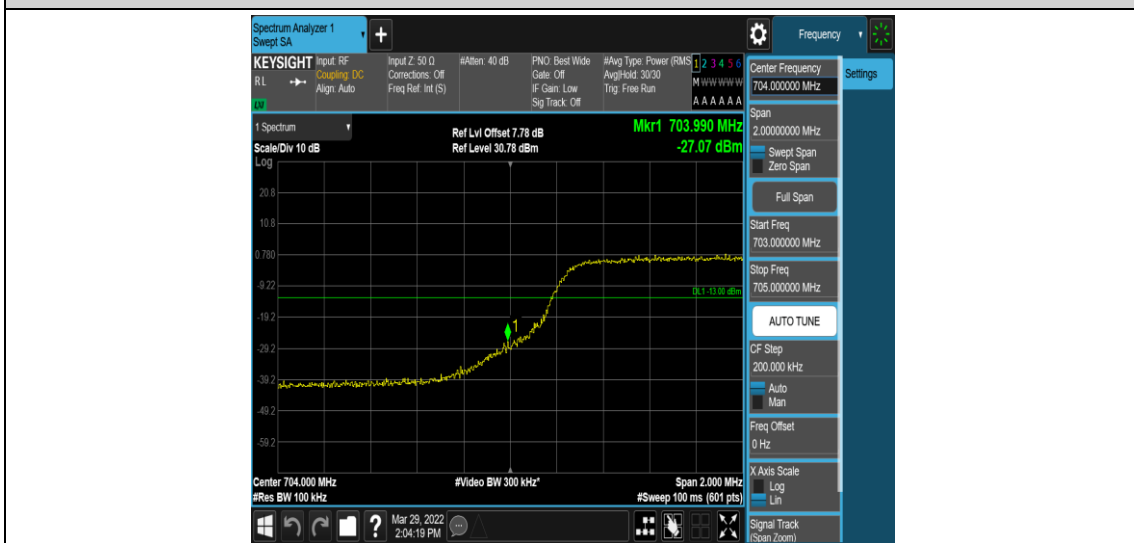 Spectrum Analyzer 1
Swept SA
+
Frequency
KEYSIGHT
RL
LXI
Input: RF
Coupling: DC
Align: Auto
Input Z: 50 Ω
Corrections: Off
Freq Ref: Int (S)
#Atten: 40 dB
PNO: Best Wide
Gate: Off
IF Gain: Low
Sig Track: Off
#Avg Type: Power (RMS
Avg|Hold: 30/30
Trig: Free Run
1 2 3 4 5 6
M W W W W W
A A A A A A
Center Frequency
704.000000 MHz
Settings
1 Spectrum
Scale/Div 10 dB
Ref Lvl Offset 7.78 dB
Ref Level 30.78 dBm
Mkr1 703.990 MHz
-27.07 dBm
Log
20.8
10.8
0.780
-9.22
-19.2
-29.2
-39.2
-49.2
-59.2
DL1 -13.00 dBm
1
Center 704.000 MHz
#Res BW 100 kHz
#Video BW 300 kHz*
Span 2.000 MHz
#Sweep 100 ms (601 pts)
Span
2.00000000 MHz
Swept Span
Zero Span
Full Span
Start Freq
703.000000 MHz
Stop Freq
705.000000 MHz
AUTO TUNE
CF Step
200.000 kHz
Auto
Man
Freq Offset
0 Hz
X Axis Scale
Log
Lin
Signal Track
(Span Zoom)
?
Mar 29, 2022
2:04:19 PM